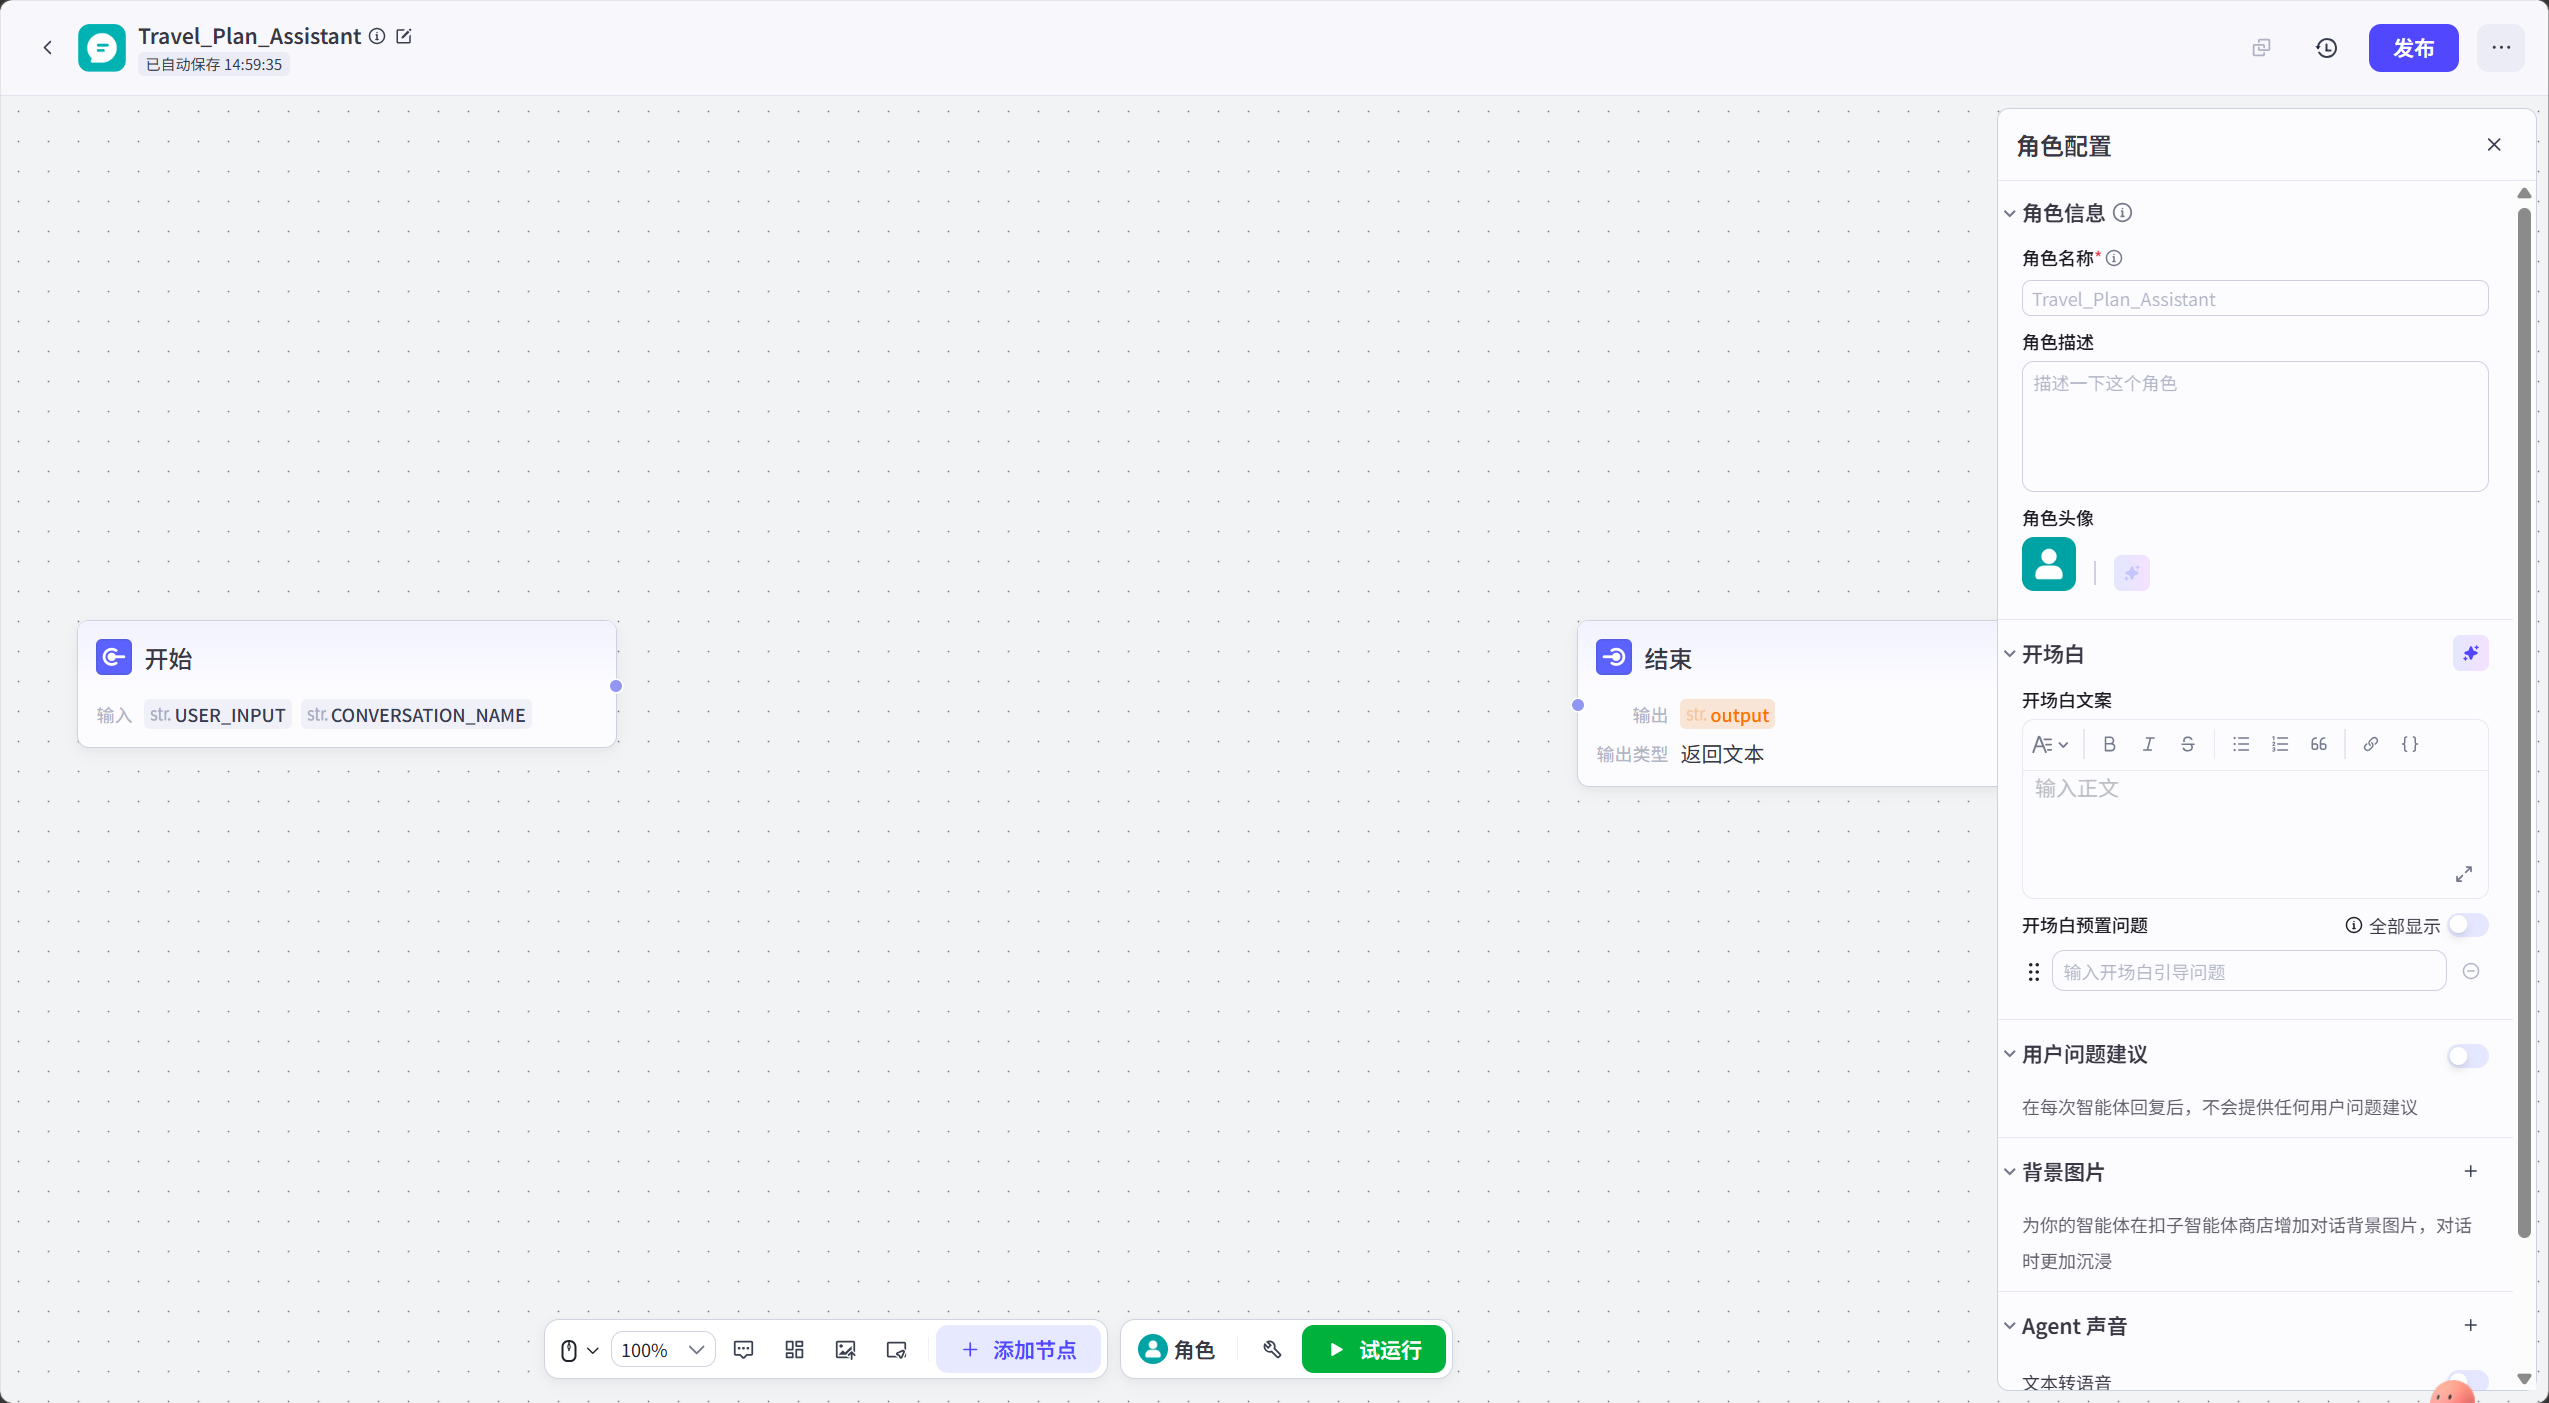 Travel_Plan_Assistant
已自动保存 14:59:35
发布
角色配置
角色信息
角色名称*
Travel_Plan_Assistant
角色描述
描述一下这个角色
角色头像
开始
输入 str. USER_INPUT str. CONVERSATION_NAME
结束
输出 str. output
输出类型 返回文本
开场白
开场白文案
输入正文
开场白预置问题 全部显示
输入开场白引导问题
用户问题建议
在每次智能体回复后，不会提供任何用户问题建议
背景图片
为你的智能体在扣子智能体商店增加对话背景图片，对话
时更加沉浸
Agent 声音
文本转语音
100% 添加节点 角色 试运行